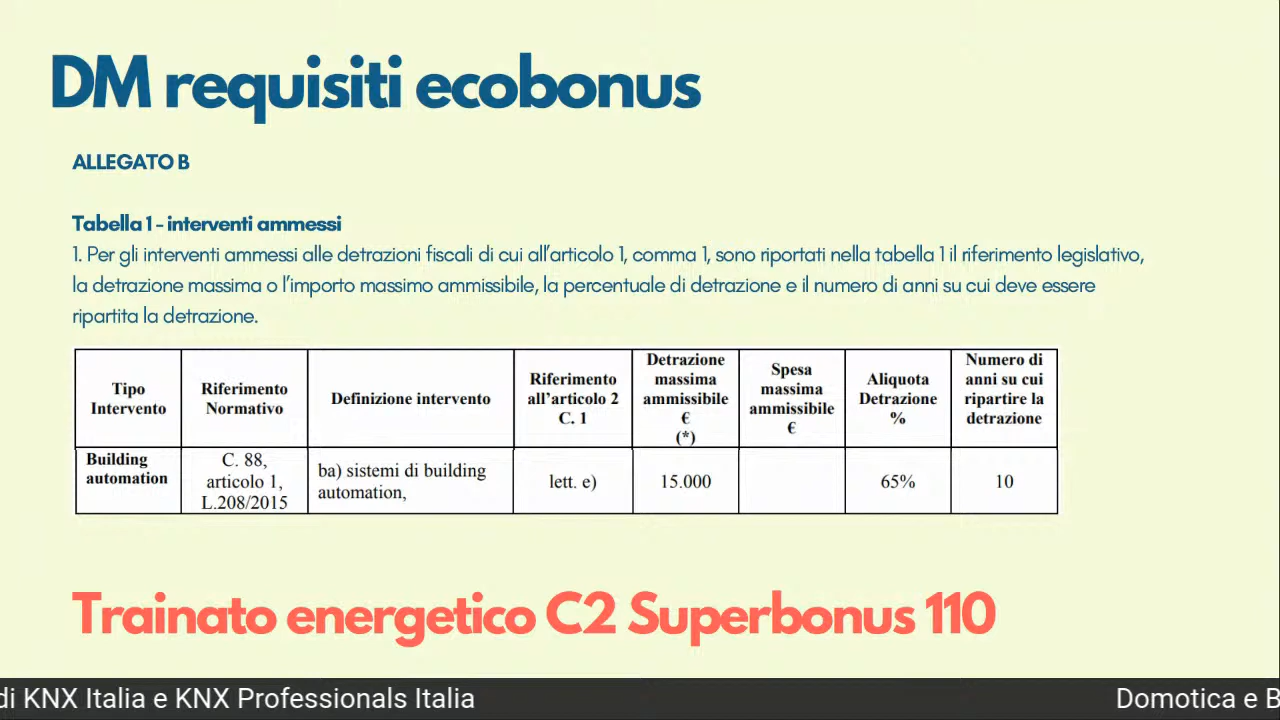 DM requisiti ecobonus
ALLEGATO B
Tabella 1 - interventi ammessi
1. Per gli interventi ammessi alle detrazioni fiscali di cui all'articolo 1, comma 1, sono riportati nella tabella 1 il riferimento legislativo,
la detrazione massima o l'importo massimo ammissibile, la percentuale di detrazione e il numero di anni su cui deve essere
ripartita la detrazione.
Tipo
Intervento
Riferimento
Normativo
Definizione intervento
Riferimento
all'articolo 2
C. 1
Detrazione
massima
ammissibile
€
(*)
Spesa
massima
ammissibile
€
Aliquota
Detrazione
%
Numero di
anni su cui
ripartire la
detrazione
Building
automation
C. 88,
articolo 1,
L.208/2015
ba) sistemi di building
automation,
lett. e)
15.000
65%
10
Trainato energetico C2 Superbonus 110
di KNX Italia e KNX Professionals Italia
Domotica e B